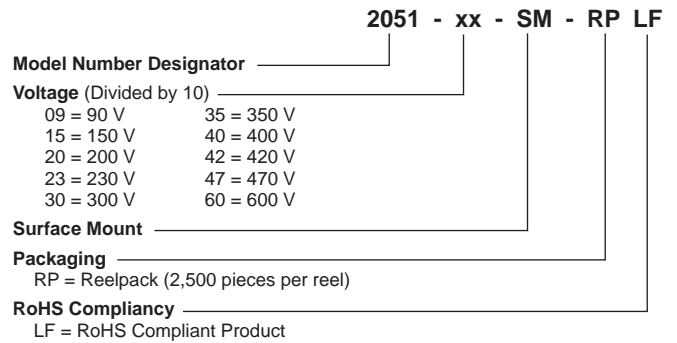 2051 - xx - SM - RP LF
Model Number Designator
Voltage (Divided by 10)
09 = 90 V 35 = 350 V
15 = 150 V 40 = 400 V
20 = 200 V 42 = 420 V
23 = 230 V 47 = 470 V
30 = 300 V 60 = 600 V
Surface Mount
Packaging
RP = Reelpack (2,500 pieces per reel)
RoHS Compliancy
LF = RoHS Compliant Product